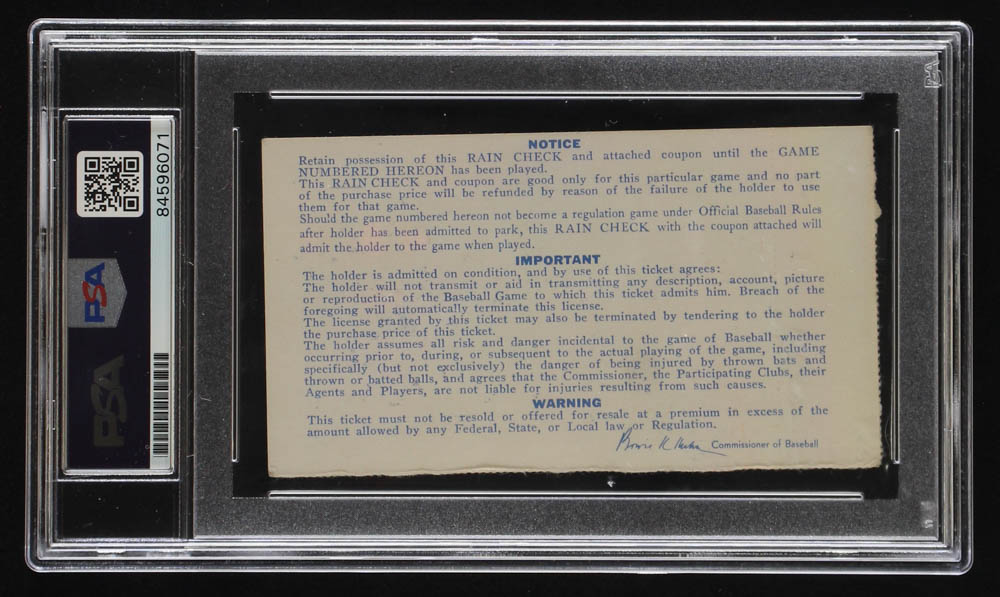 84596071
PSA
PSA
NOTICE
Retain possession of this RAIN CHECK and attached coupon until the GAME
NUMBERED HEREON has been played.
This RAIN CHECK and coupon are good only for this particular game and no part
of the purchase price will be refunded by reason of the failure of the holder to use
them for that game.
Should the game numbered hereon not become a regulation game under Official Baseball Rules
after holder has been admitted to park, this RAIN CHECK with the coupon attached will
admit the holder to the game when played.
IMPORTANT
The holder is admitted on condition, and by use of this ticket agrees:
The holder will not transmit or aid in transmitting any description, account, picture
or reproduction of the Baseball Game to which this ticket admits him. Breach of the
foregoing will automatically terminate this license.
The license granted by this ticket may also be terminated by tendering to the holder
the purchase price of this ticket.
The holder assumes all risk and danger incidental to the game of Baseball whether
occurring prior to, during, or subsequent to the actual playing of the game, including
specifically (but not exclusively) the danger of being injured by thrown bats and
thrown or batted balls, and agrees that the Commissioner, the Participating Clubs, their
Agents and Players, are not liable for injuries resulting from such causes.
WARNING
This ticket must not be resold or offered for resale at a premium in excess of the
amount allowed by any Federal, State, or Local law or Regulation.
Bowie K Kuhn Commissioner of Baseball